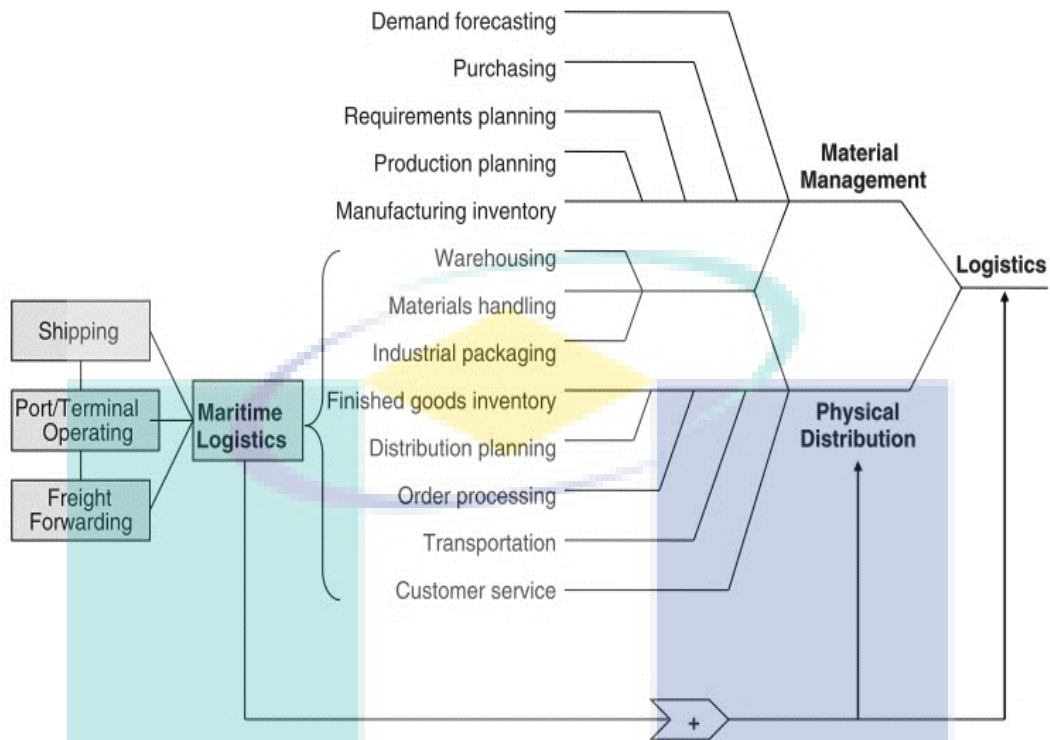 Demand forecasting
Purchasing
Requirements planning
Production planning
Manufacturing inventory
Warehousing
Materials handling
Industrial packaging
Finished goods inventory
Distribution planning
Order processing
Transportation
Customer service
Material
Management
Logistics
Physical
Distribution
Shipping
Port/Terminal
Operating
Freight
Forwarding
Maritime
Logistics
+